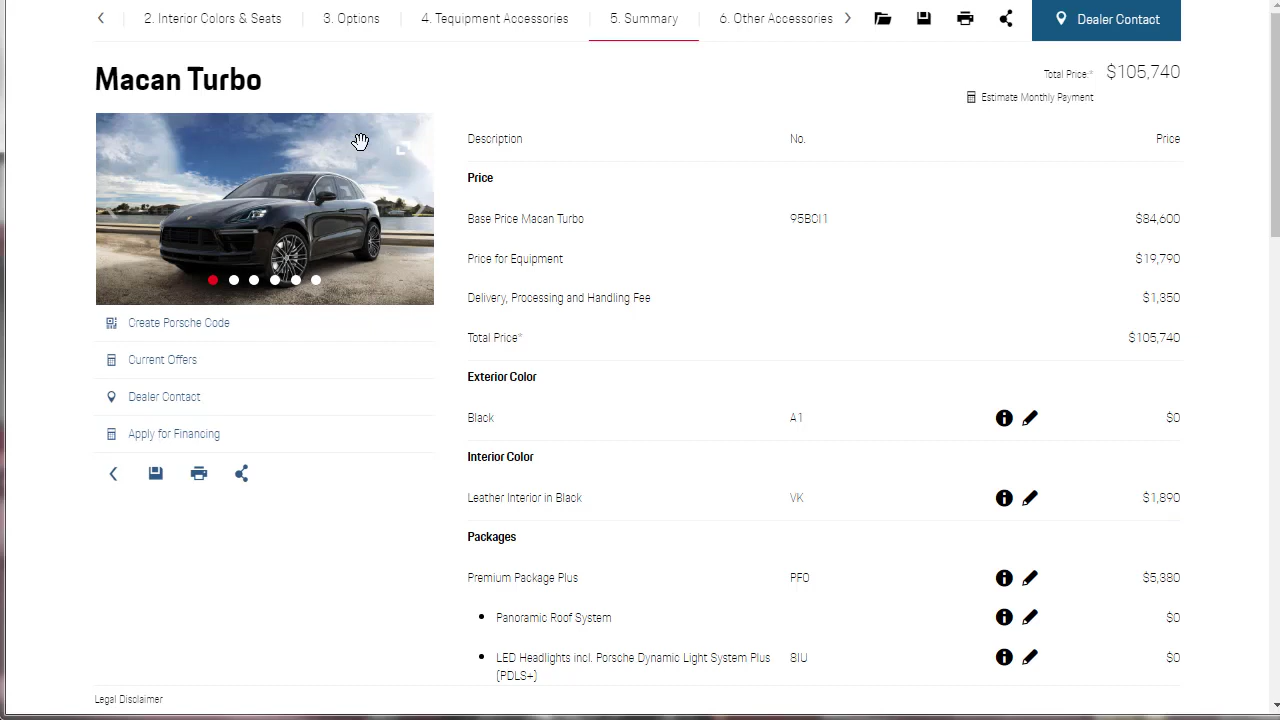 2. Interior Colors & Seats 3. Options 4. Tequipment Accessories 5. Summary 6. Other Accessories Dealer Contact
Macan Turbo
Total Price:* $105,740
Estimate Monthly Payment
Description No. Price
Price
Base Price Macan Turbo 95BOI1 $84,600
Price for Equipment $19,790
Delivery, Processing and Handling Fee $1,350
Total Price* $105,740
Create Porsche Code
Current Offers
Dealer Contact
Apply for Financing
Exterior Color
Black A1 $0
Interior Color
Leather Interior in Black VK $1,890
Packages
Premium Package Plus PF0 $5,380
Panoramic Roof System $0
LED Headlights incl. Porsche Dynamic Light System Plus 8IU $0
(PDLS+)
Legal Disclaimer